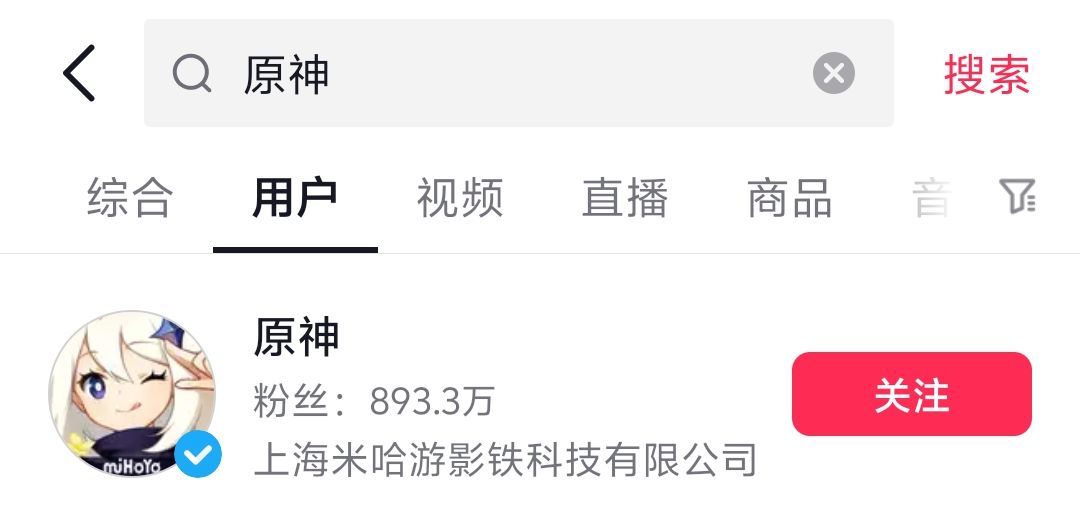 原神 搜索
综合 用户 视频 直播 商品 音
原神
粉丝：893.3万
关注
上海米哈游影铁科技有限公司
miHoYo